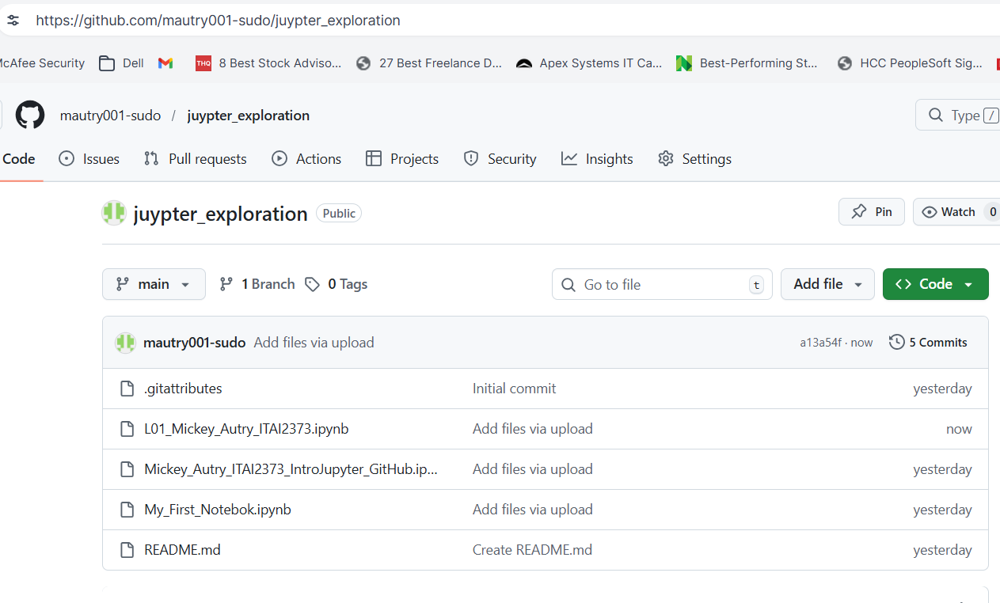 https://github.com/mautry001-sudo/juypter_exploration
McAfee Security Dell THQ 8 Best Stock Adviso... 27 Best Freelance D... Apex Systems IT Ca... Best-Performing St... HCC PeopleSoft Sig...
mautry001-sudo / juypter_exploration Type /
Code Issues Pull requests Actions Projects Security Insights Settings
juypter_exploration Public Pin Watch 0
main 1 Branch 0 Tags Go to file t Add file Code
mautry001-sudo Add files via upload a13a54f · now 5 Commits
.gitattributes Initial commit yesterday
L01_Mickey_Autry_ITAI2373.ipynb Add files via upload now
Mickey_Autry_ITAI2373_IntroJupyter_GitHub.ip... Add files via upload yesterday
My_First_Notebok.ipynb Add files via upload yesterday
README.md Create README.md yesterday